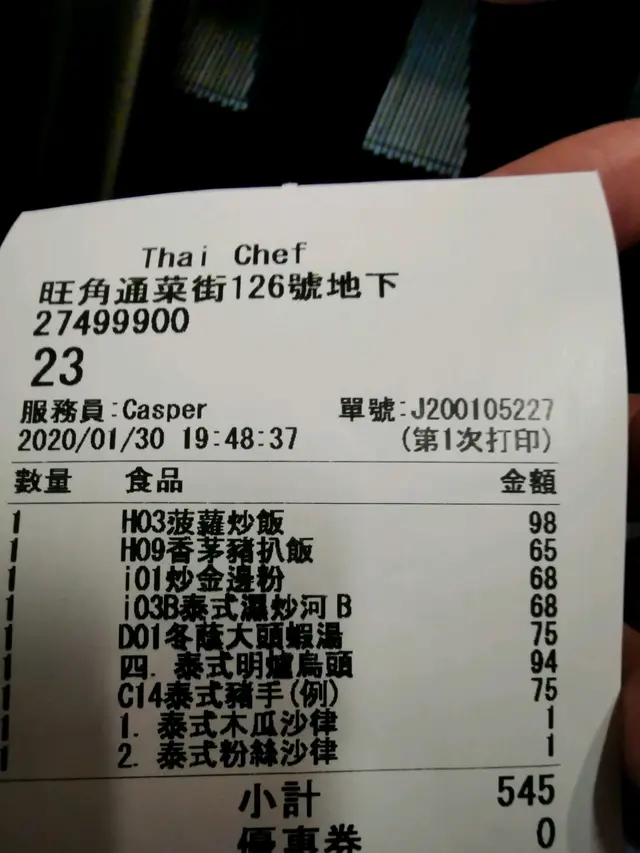 Thai Chef
旺角通菜街126號地下
27499900
23
服務員:Casper 單號:J200105227
2020/01/30 19:48:37 (第1次打印)
數量 食品 金額
1 H03菠蘿炒飯 98
1 H09香茅豬扒飯 65
1 i01炒金邊粉 68
1 i03B泰式濕炒河 B 68
1 D01冬蔭大頭蝦湯 75
1 四. 泰式明爐烏頭 94
1 C14泰式豬手(例) 75
1 1. 泰式木瓜沙律 1
1 2. 泰式粉絲沙律 1
小計 545
優惠券 0